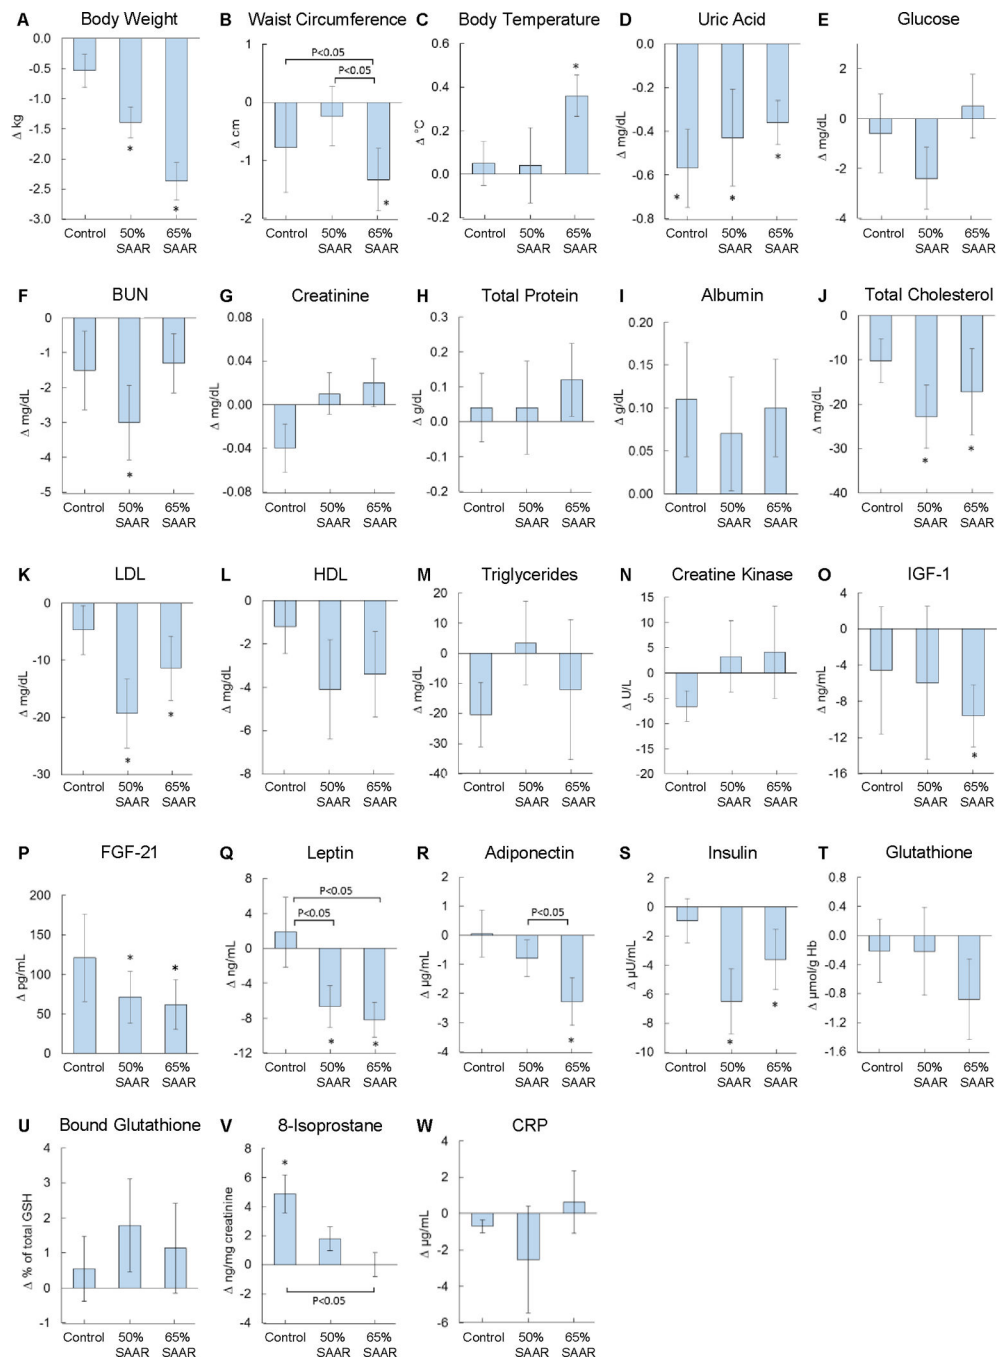 A Body Weight
0.0
-0.5
-1.0
-1.5
-2.0
-2.5
-3.0
Δ kg
*
*
Control 50% SAAR 65% SAAR
B Waist Circumference
1
0
-1
-2
Δ cm
P<0.05
P<0.05
*
Control 50% SAAR 65% SAAR
C Body Temperature
0.6
0.4
0.2
0.0
-0.2
Δ °C
*
Control 50% SAAR 65% SAAR
D Uric Acid
0.0
-0.2
-0.4
-0.6
-0.8
Δ mg/dL
*
*
*
Control 50% SAAR 65% SAAR
E Glucose
2
0
-2
-4
Δ mg/dL
Control 50% SAAR 65% SAAR
F BUN
0
-1
-2
-3
-4
-5
Δ mg/dL
*
Control 50% SAAR 65% SAAR
G Creatinine
0.08
0.04
0.00
-0.04
-0.08
Δ mg/dL
Control 50% SAAR 65% SAAR
H Total Protein
0.3
0.2
0.1
0.0
-0.1
-0.2
Δ g/dL
Control 50% SAAR 65% SAAR
I Albumin
0.20
0.15
0.10
0.05
0.00
Δ g/dL
Control 50% SAAR 65% SAAR
J Total Cholesterol
0
-10
-20
-30
-40
Δ mg/dL
*
*
Control 50% SAAR 65% SAAR
K LDL
0
-10
-20
-30
Δ mg/dL
*
*
Control 50% SAAR 65% SAAR
L HDL
0
-2
-4
-6
-8
Δ mg/dL
Control 50% SAAR 65% SAAR
M Triglycerides
20
10
0
-10
-20
-30
-40
Δ mg/dL
Control 50% SAAR 65% SAAR
N Creatine Kinase
15
10
5
0
-5
-10
-15
-20
Δ U/L
Control 50% SAAR 65% SAAR
O IGF-1
4
0
-4
-8
-12
-16
Δ ng/mL
*
Control 50% SAAR 65% SAAR
P FGF-21
200
150
100
50
0
Δ pg/mL
*
*
Control 50% SAAR 65% SAAR
Q Leptin
8
4
0
-4
-8
-12
Δ ng/mL
P<0.05
P<0.05
*
*
Control 50% SAAR 65% SAAR
R Adiponectin
2
1
0
-1
-2
-3
-4
Δ µg/mL
P<0.05
*
Control 50% SAAR 65% SAAR
S Insulin
2
0
-2
-4
-6
-8
-10
Δ µU/mL
*
*
Control 50% SAAR 65% SAAR
T Glutathione
0.8
0.4
0.0
-0.4
-0.8
-1.2
-1.6
Δ µmol/g Hb
Control 50% SAAR 65% SAAR
U Bound Glutathione
4
3
2
1
0
-1
Δ % of total GSH
Control 50% SAAR 65% SAAR
V 8-Isoprostane
8
6
4
2
0
-2
-4
Δ ng/mg creatinine
*
P<0.05
Control 50% SAAR 65% SAAR
W CRP
4
2
0
-2
-4
-6
Δ µg/mL
Control 50% SAAR 65% SAAR